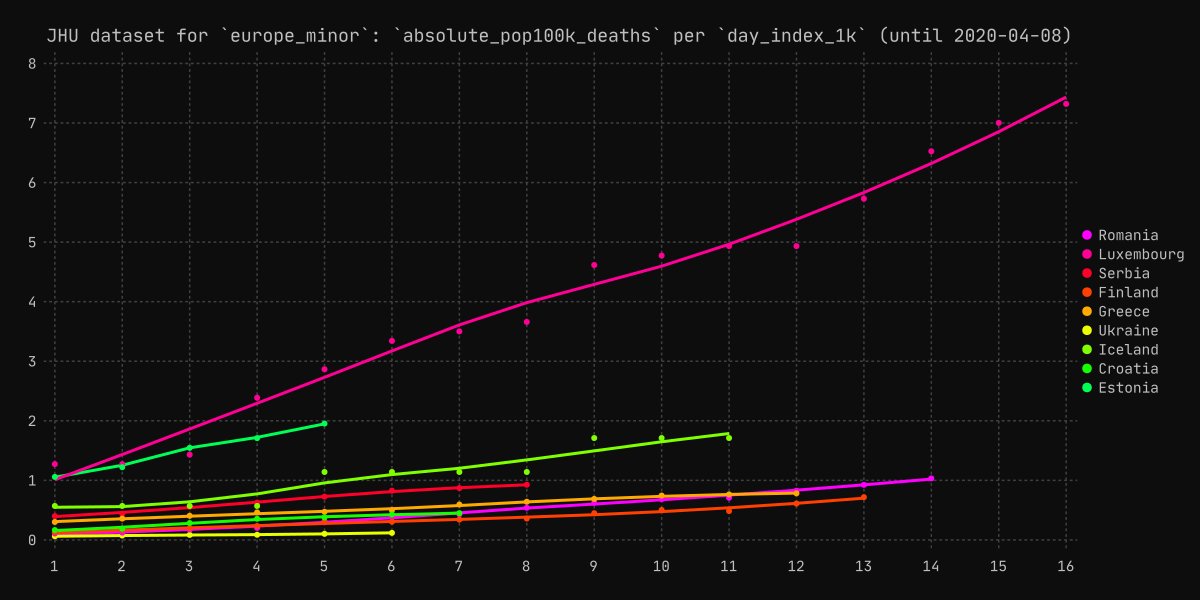 JHU dataset for `europe_minor`: `absolute_pop100k_deaths` per `day_index_1k` (until 2020-04-08)
8
7
6
5
4
3
2
1
0
1 2 3 4 5 6 7 8 9 10 11 12 13 14 15 16
Romania
Luxembourg
Serbia
Finland
Greece
Ukraine
Iceland
Croatia
Estonia